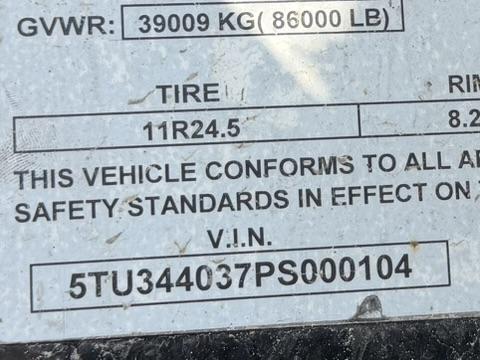 GVWR: 39009 KG( 86000 LB)
TIRE RIM
11R24.5 8.2
THIS VEHICLE CONFORMS TO ALL AP
SAFETY STANDARDS IN EFFECT ON
V.I.N.
5TU344037PS000104